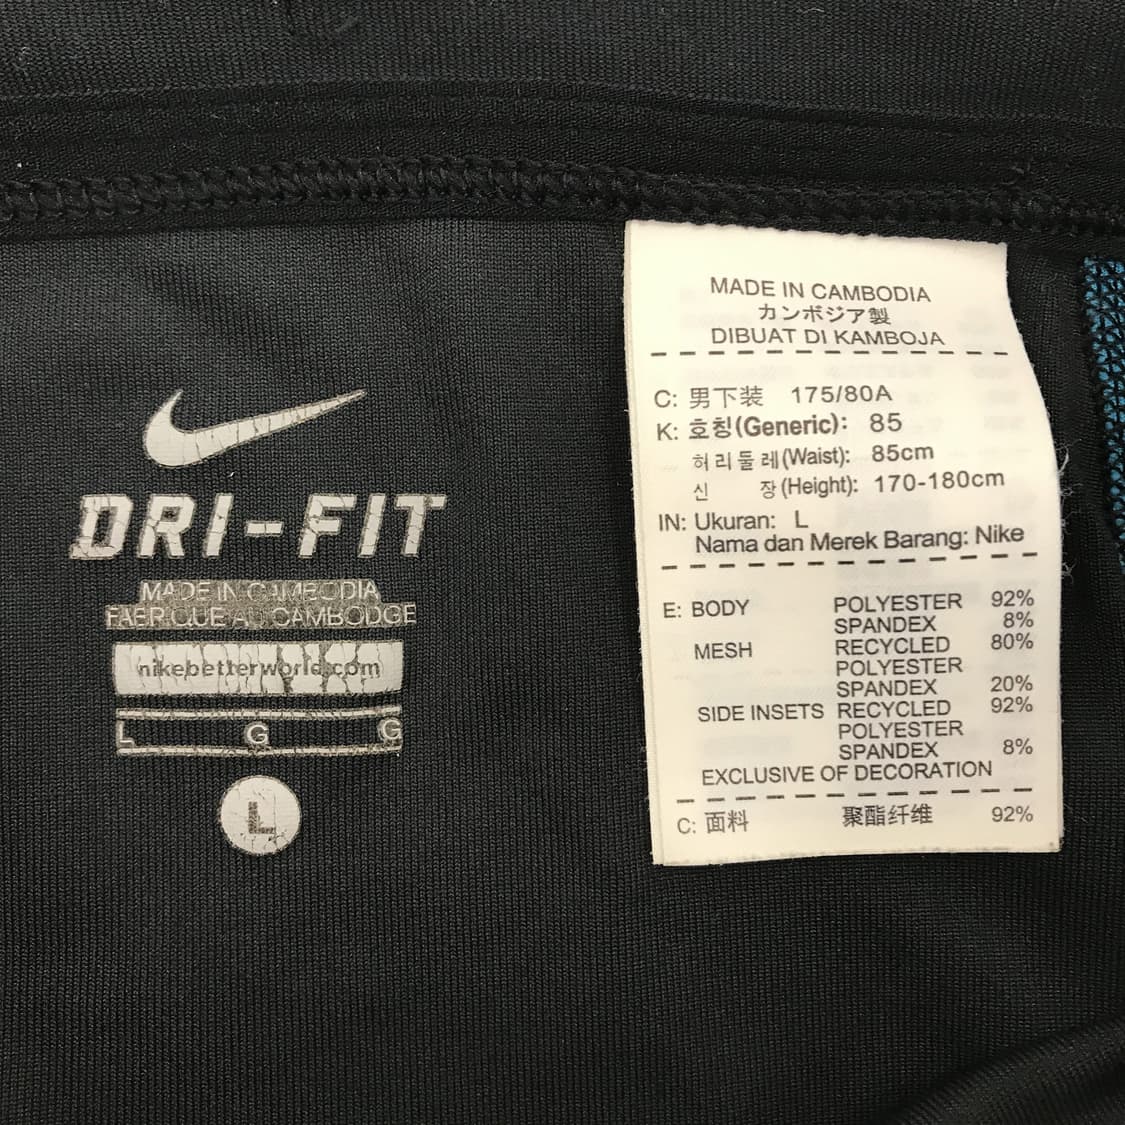 DRI-FIT
MADE IN CAMBODIA
FABRIQUE AU CAMBODGE
nikebetterworld.com
L G G
L
MADE IN CAMBODIA
カンボジア製
DIBUAT DI KAMBOJA
C: 男下装 175/80A
K: 호칭(Generic): 85
허리둘레(Waist): 85cm
신 장(Height): 170-180cm
IN: Ukuran: L
Nama dan Merek Barang: Nike
E: BODY POLYESTER 92%
SPANDEX 8%
MESH RECYCLED 80%
POLYESTER
SPANDEX 20%
SIDE INSETS RECYCLED 92%
POLYESTER
SPANDEX 8%
EXCLUSIVE OF DECORATION
C: 面料 聚酯纤维 92%